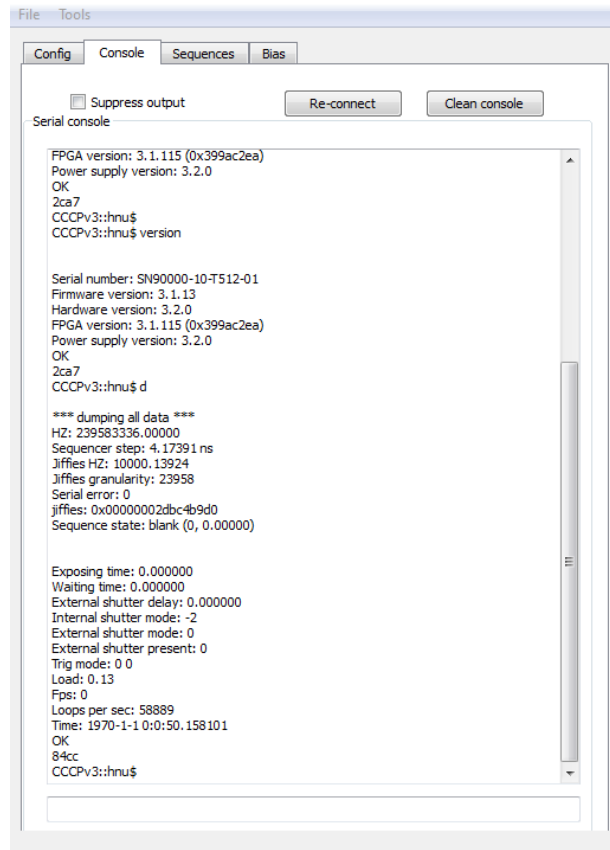 File Tools
Config Console Sequences Bias
Suppress output Re-connect Clean console
Serial console
FPGA version: 3.1.115 (0x399ac2ea)
Power supply version: 3.2.0
OK
2ca7
CCCPv3::hnu$
CCCPv3::hnu$ version
Serial number: SN90000-10-T512-01
Firmware version: 3.1.13
Hardware version: 3.2.0
FPGA version: 3.1.115 (0x399ac2ea)
Power supply version: 3.2.0
OK
2ca7
CCCPv3::hnu$ d
*** dumping all data ***
HZ: 239583336.00000
Sequencer step: 4.17391 ns
Jiffies HZ: 10000.13924
Jiffies granularity: 23958
Serial error: 0
jiffies: 0x00000002dbc4b9d0
Sequence state: blank (0, 0.00000)
Exposing time: 0.000000
Waiting time: 0.000000
External shutter delay: 0.000000
Internal shutter mode: -2
External shutter mode: 0
External shutter present: 0
Trig mode: 0 0
Load: 0.13
Fps: 0
Loops per sec: 58889
Time: 1970-1-1 0:0:50.158101
OK
84cc
CCCPv3::hnu$